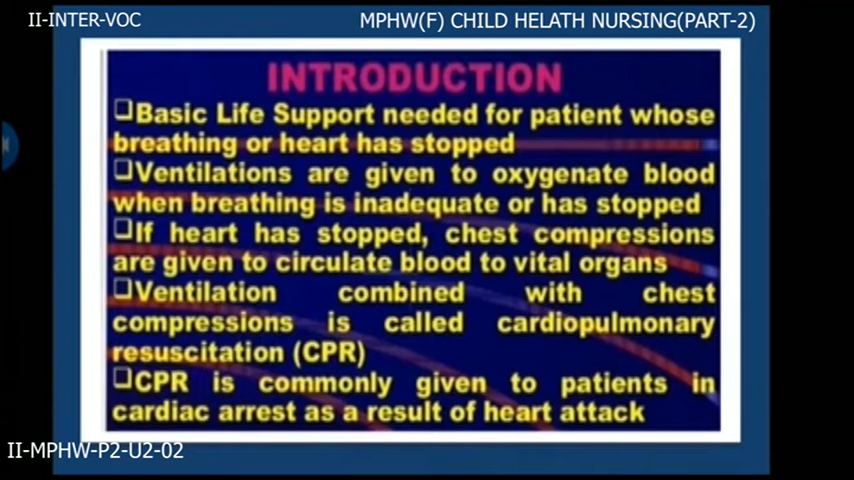 II-INTER-VOC
MPHW(F) CHILD HELATH NURSING(PART-2)
INTRODUCTION
❑Basic Life Support needed for patient whose
breathing or heart has stopped
❑Ventilations are given to oxygenate blood
when breathing is inadequate or has stopped
❑If heart has stopped, chest compressions
are given to circulate blood to vital organs
❑Ventilation combined with chest
compressions is called cardiopulmonary
resuscitation (CPR)
❑CPR is commonly given to patients in
cardiac arrest as a result of heart attack
II-MPHW-P2-U2-02